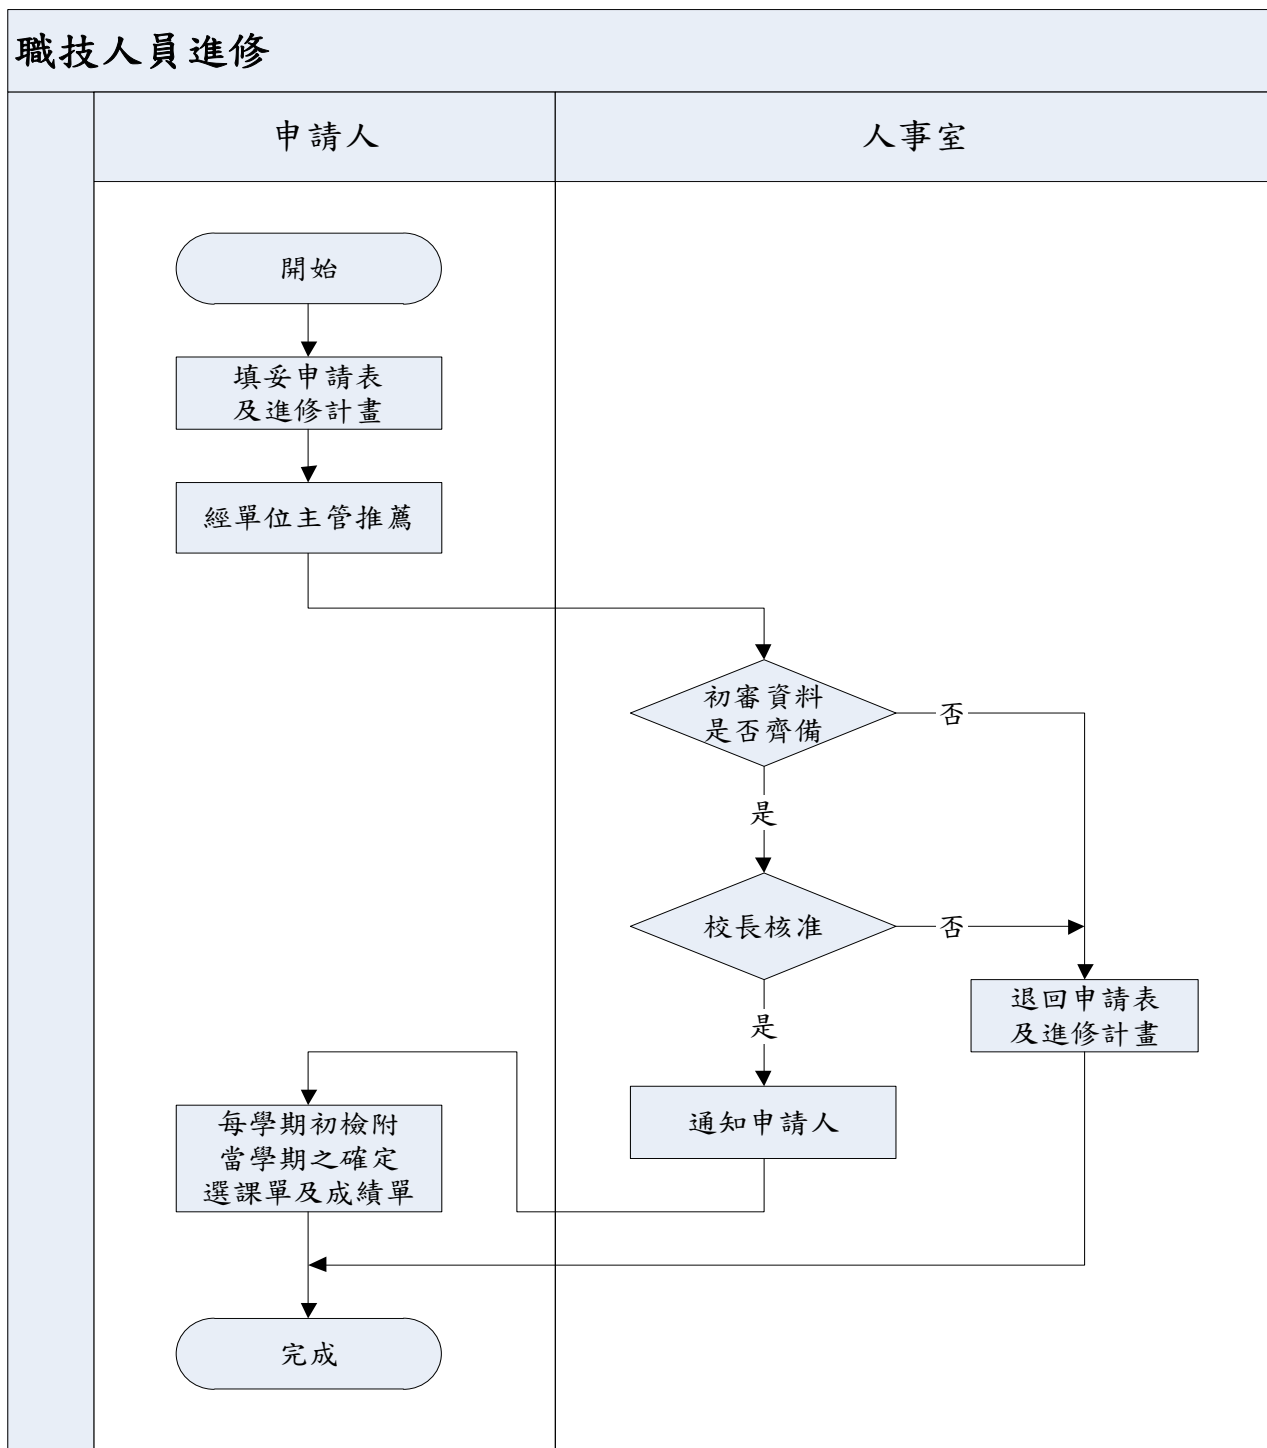 職技人員進修
申請人
人事室
開始
填妥申請表
及進修計畫
經單位主管推薦
初審資料
是否齊備
否
是
校長核准
否
退回申請表
及進修計畫
是
通知申請人
每學期初檢附
當學期之確定
選課單及成績單
完成